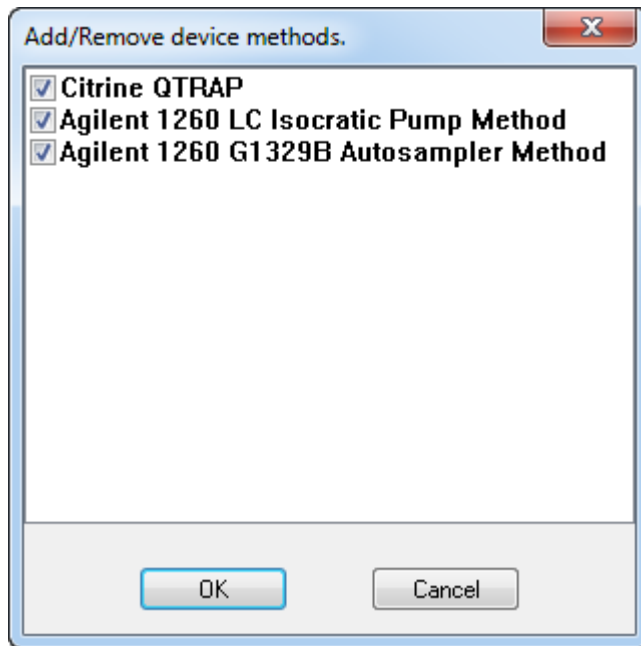 Add/Remove device methods.
Citrine QTRAP
Agilent 1260 LC Isocratic Pump Method
Agilent 1260 G1329B Autosampler Method
OK
Cancel